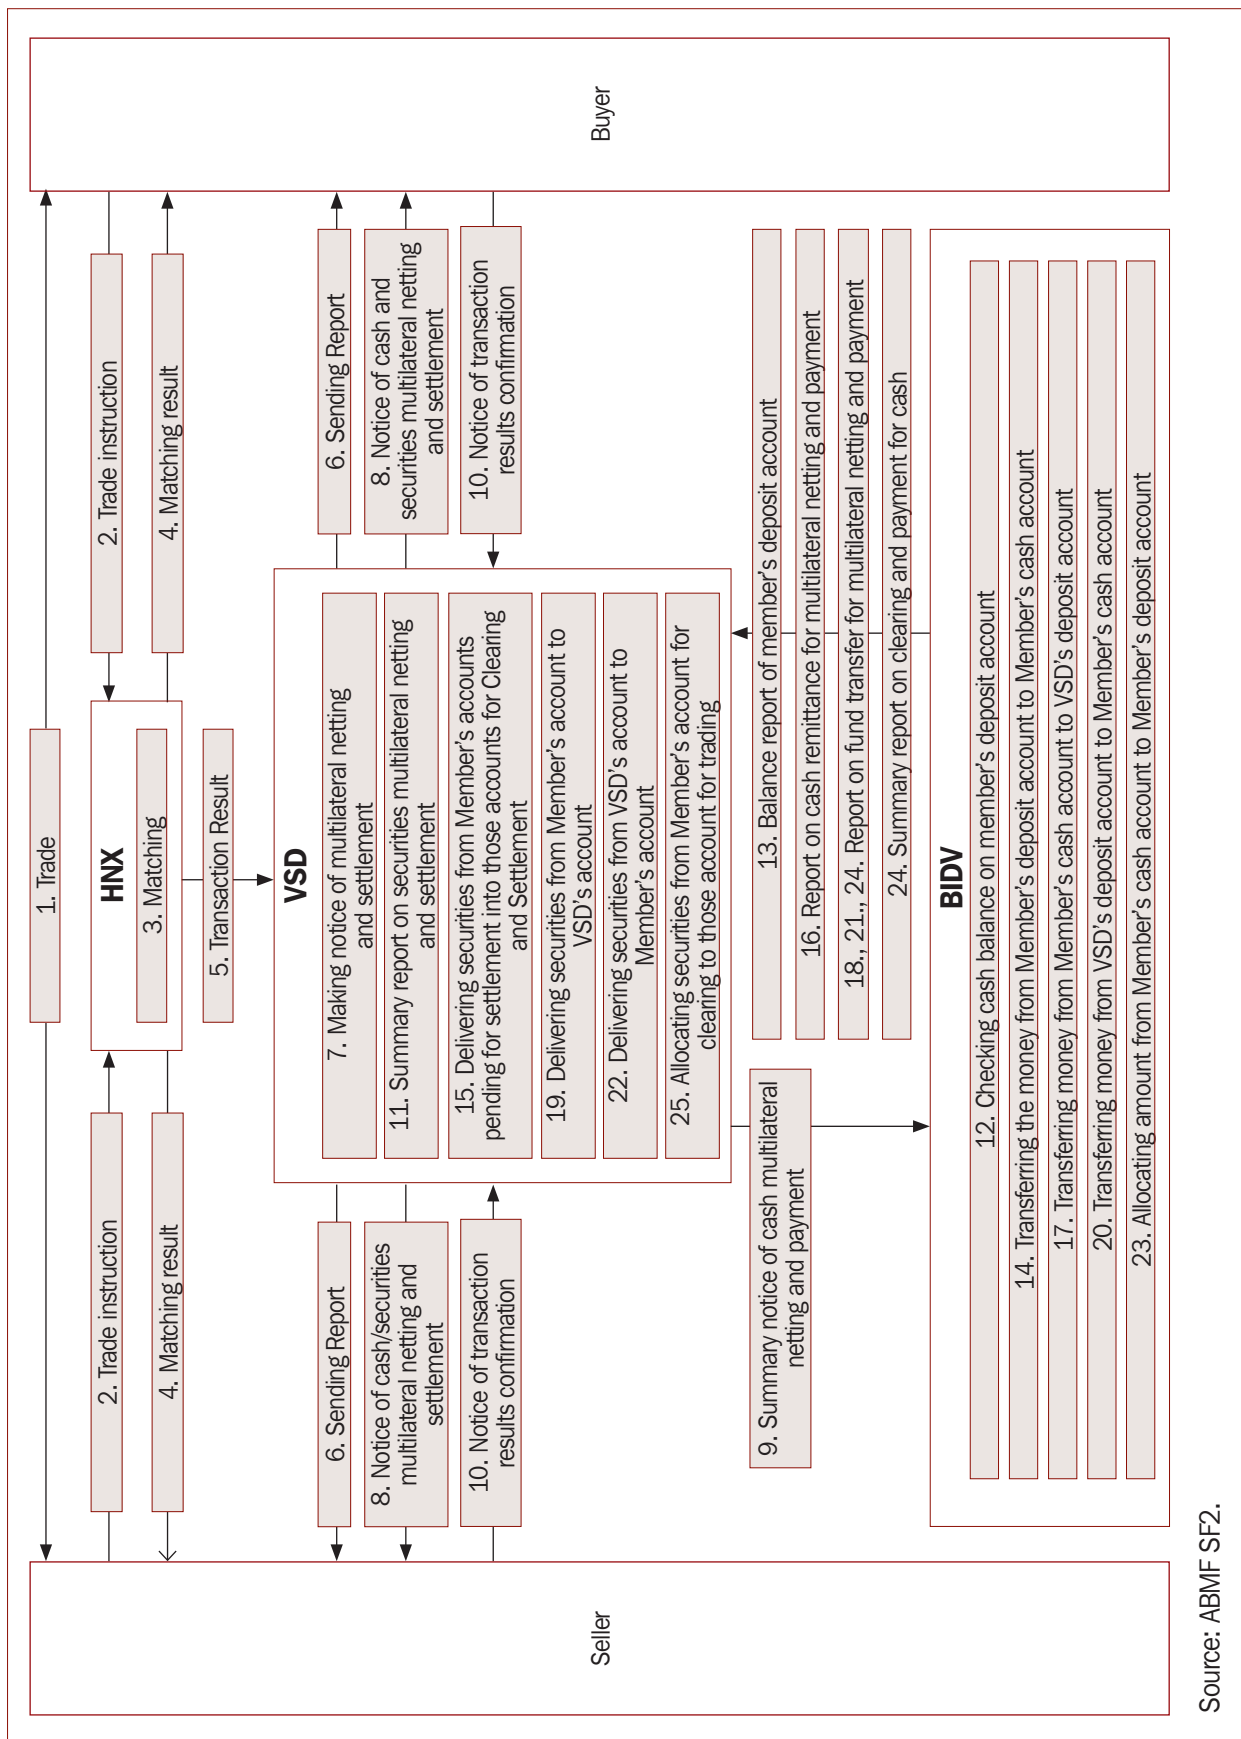 1. Trade
HNX
2. Trade instruction
2. Trade instruction
3. Matching
4. Matching result
4. Matching result
5. Transaction Result
Seller
Buyer
VSD
6. Sending Report
6. Sending Report
7. Making notice of multilateral netting
and settlement
8. Notice of cash/securities
multilateral netting and
settlement
8. Notice of cash and
securities multilateral netting
and settlement
11. Summary report on securities multilateral netting
and settlement
10. Notice of transaction
results confirmation
10. Notice of transaction
results confirmation
15. Delivering securities from Member's accounts
pending for settlement into those accounts for Clearing
and Settlement
19. Delivering securities from Member's account to
VSD's account
22. Delivering securities from VSD's account to
Member's account
25. Allocating securities from Member's account for
clearing to those account for trading
9. Summary notice of cash multilateral
netting and payment
13. Balance report of member's deposit account
16. Report on cash remittance for multilateral netting and payment
18., 21., 24. Report on fund transfer for multilateral netting and payment
24. Summary report on clearing and payment for cash
BIDV
12. Checking cash balance on member's deposit account
14. Transferring the money from Member's deposit account to Member's cash account
17. Transferring money from Member's cash account to VSD's deposit account
20. Transferring money from VSD's deposit account to Member's cash account
23. Allocating amount from Member's cash account to Member's deposit account
Source: ABMF SF2.